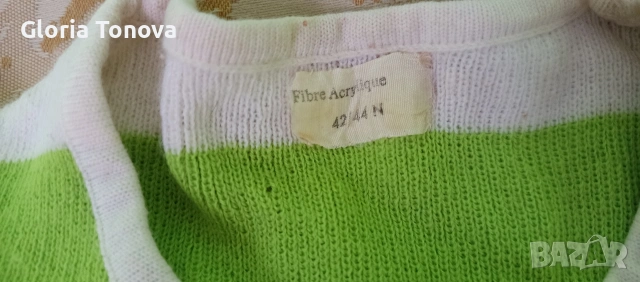 Gloria Tonova
Fibre Acrylique
42/44 N
BAZAR